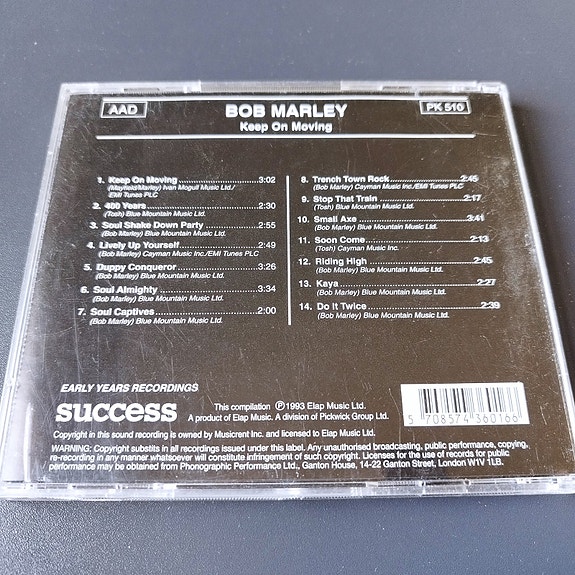 AAD
BOB MARLEY
PK 510
Keep On Moving
1. Keep On Moving 3:02
(Mayfield/Marley) Ivan Mogull Music Ltd./
EMI Tunes PLC
2. 400 Years 2:30
(Tosh) Blue Mountain Music Ltd.
3. Soul Shake Down Party 2:55
(Bob Marley) Blue Mountain Music Ltd.
4. Lively Up Yourself 2:49
(Bob Marley) Cayman Music Inc./EMI Tunes PLC
5. Duppy Conqueror 3:26
(Bob Marley) Blue Mountain Music Ltd.
6. Soul Almighty 3:34
(Bob Marley) Blue Mountain Music Ltd.
7. Soul Captives 2:00
(Bob Marley) Blue Mountain Music Ltd.
8. Trench Town Rock 2:45
(Bob Marley) Cayman Music Inc./EMI Tunes PLC
9. Stop That Train 2:17
(Tosh) Blue Mountain Music Ltd.
10. Small Axe 3:41
(Bob Marley) Blue Mountain Music Ltd.
11. Soon Come 2:13
(Tosh) Cayman Music Inc.
12. Riding High 2:45
(Bob Marley) Blue Mountain Music Ltd.
13. Kaya 2:27
(Bob Marley) Blue Mountain Music Ltd.
14. Do It Twice 2:39
(Bob Marley) Blue Mountain Music Ltd.
EARLY YEARS RECORDINGS
success
This compilation ℗1993 Elap Music Ltd.
A product of Elap Music. A division of Pickwick Group Ltd.
5 708574 360166
Copyright in this sound recording is owned by Musicrent Inc. and licensed to Elap Music Ltd.
WARNING: Copyright subsists in all recordings issued under this label. Any unauthorised broadcasting, public performance, copying,
re-recording in any manner whatsoever will constitute infringement of such copyright. Licenses for the use of records for public
performance may be obtained from Phonographic Performance Ltd., Ganton House, 14-22 Ganton Street, London W1V 1LB.